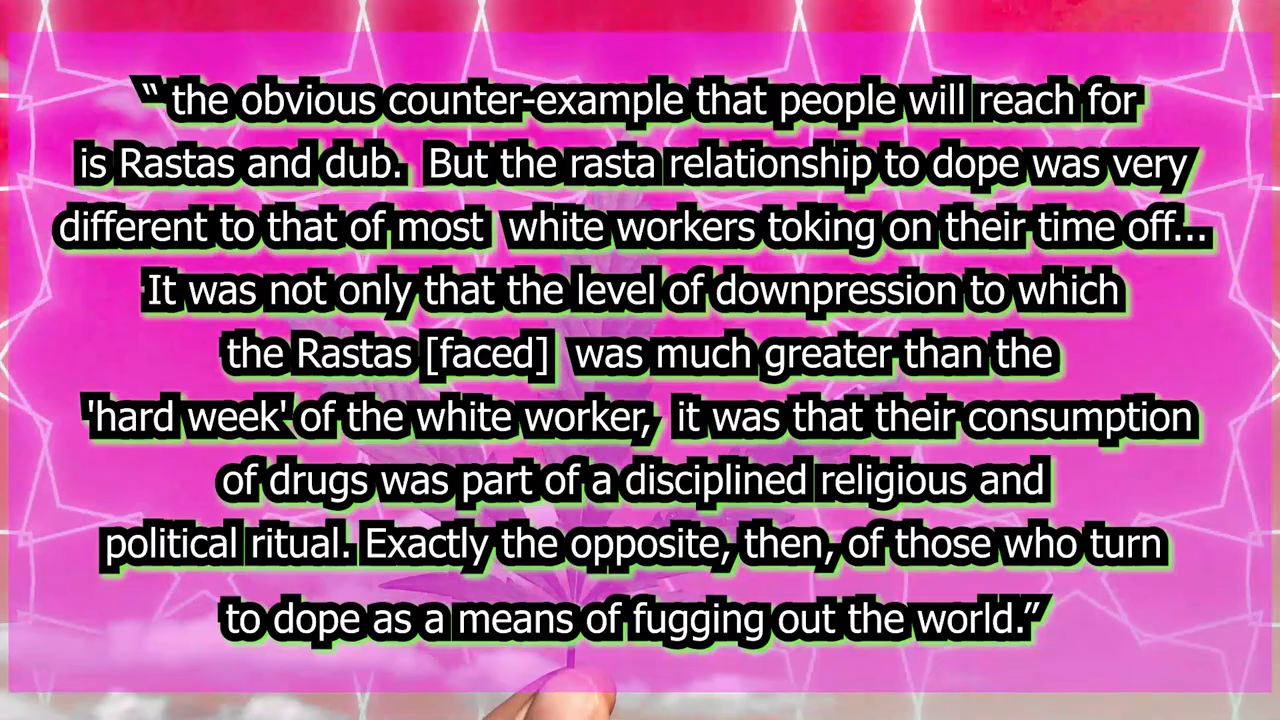 “ the obvious counter-example that people will reach for
is Rastas and dub. But the rasta relationship to dope was very
different to that of most white workers toking on their time off...
It was not only that the level of downpression to which
the Rastas [faced] was much greater than the
'hard week' of the white worker, it was that their consumption
of drugs was part of a disciplined religious and
political ritual. Exactly the opposite, then, of those who turn
to dope as a means of fugging out the world.”